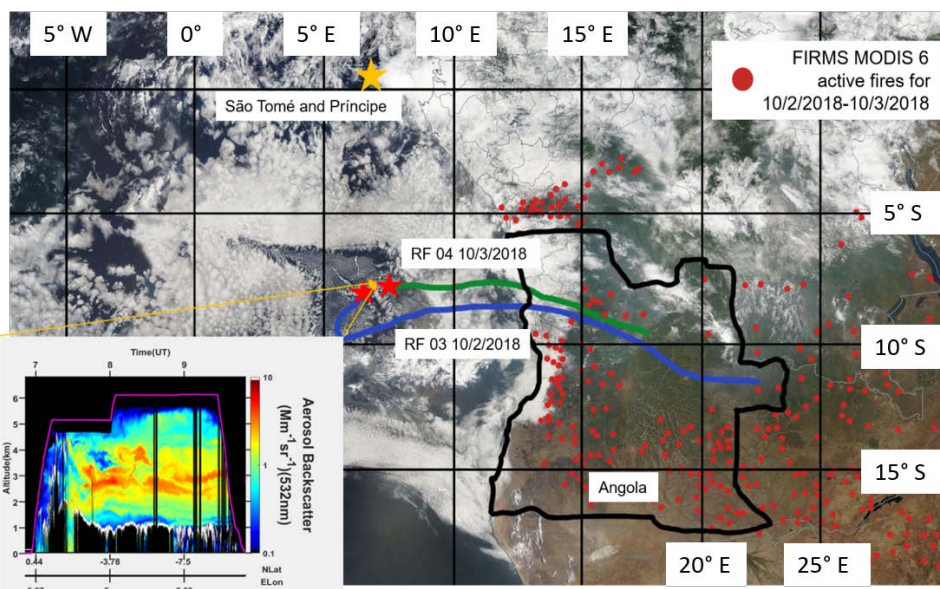 5° W
0°
5° E
10° E
15° E
FIRMS MODIS 6
active fires for
10/2/2018-10/3/2018
São Tomé and Príncipe
5° S
RF 04 10/3/2018
RF 03 10/2/2018
10° S
15° S
Angola
20° E
25° E
Time(UT)
7
8
9
Altitude(km)
6
5
4
3
2
1
0
10
1
0.1
Aerosol Backscatter
(Mm⁻¹sr⁻¹)(532nm)
0.44
-3.78
-7.5
NLat
ELon